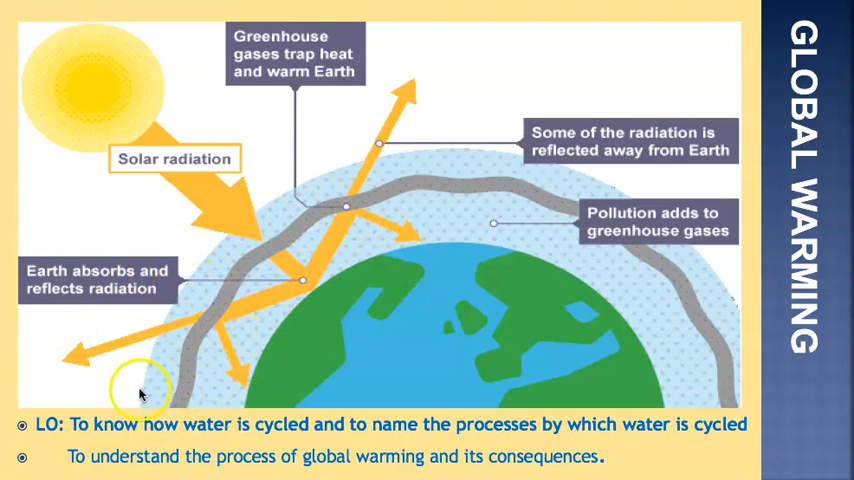 Greenhouse
gases trap heat
and warm Earth
Solar radiation
Some of the radiation is
reflected away from Earth
Pollution adds to
greenhouse gases
Earth absorbs and
reflects radiation
GLOBAL WARMING
LO: To know how water is cycled and to name the processes by which water is cycled
To understand the process of global warming and its consequences.